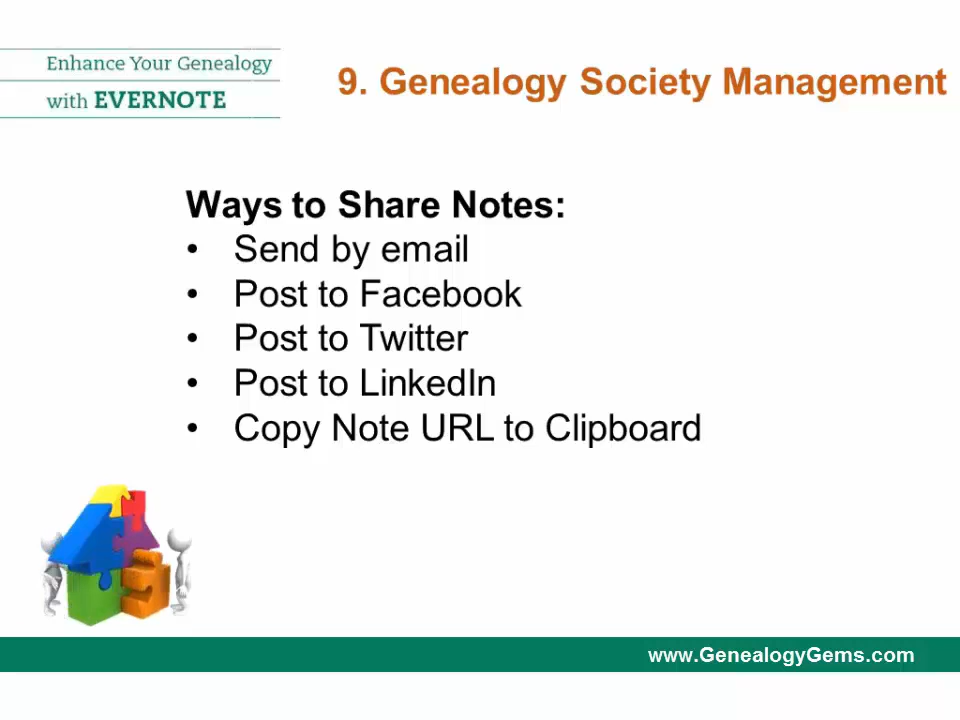 Enhance Your Genealogy
with EVERNOTE
9. Genealogy Society Management
Ways to Share Notes:
• Send by email
• Post to Facebook
• Post to Twitter
• Post to LinkedIn
• Copy Note URL to Clipboard
www.GenealogyGems.com